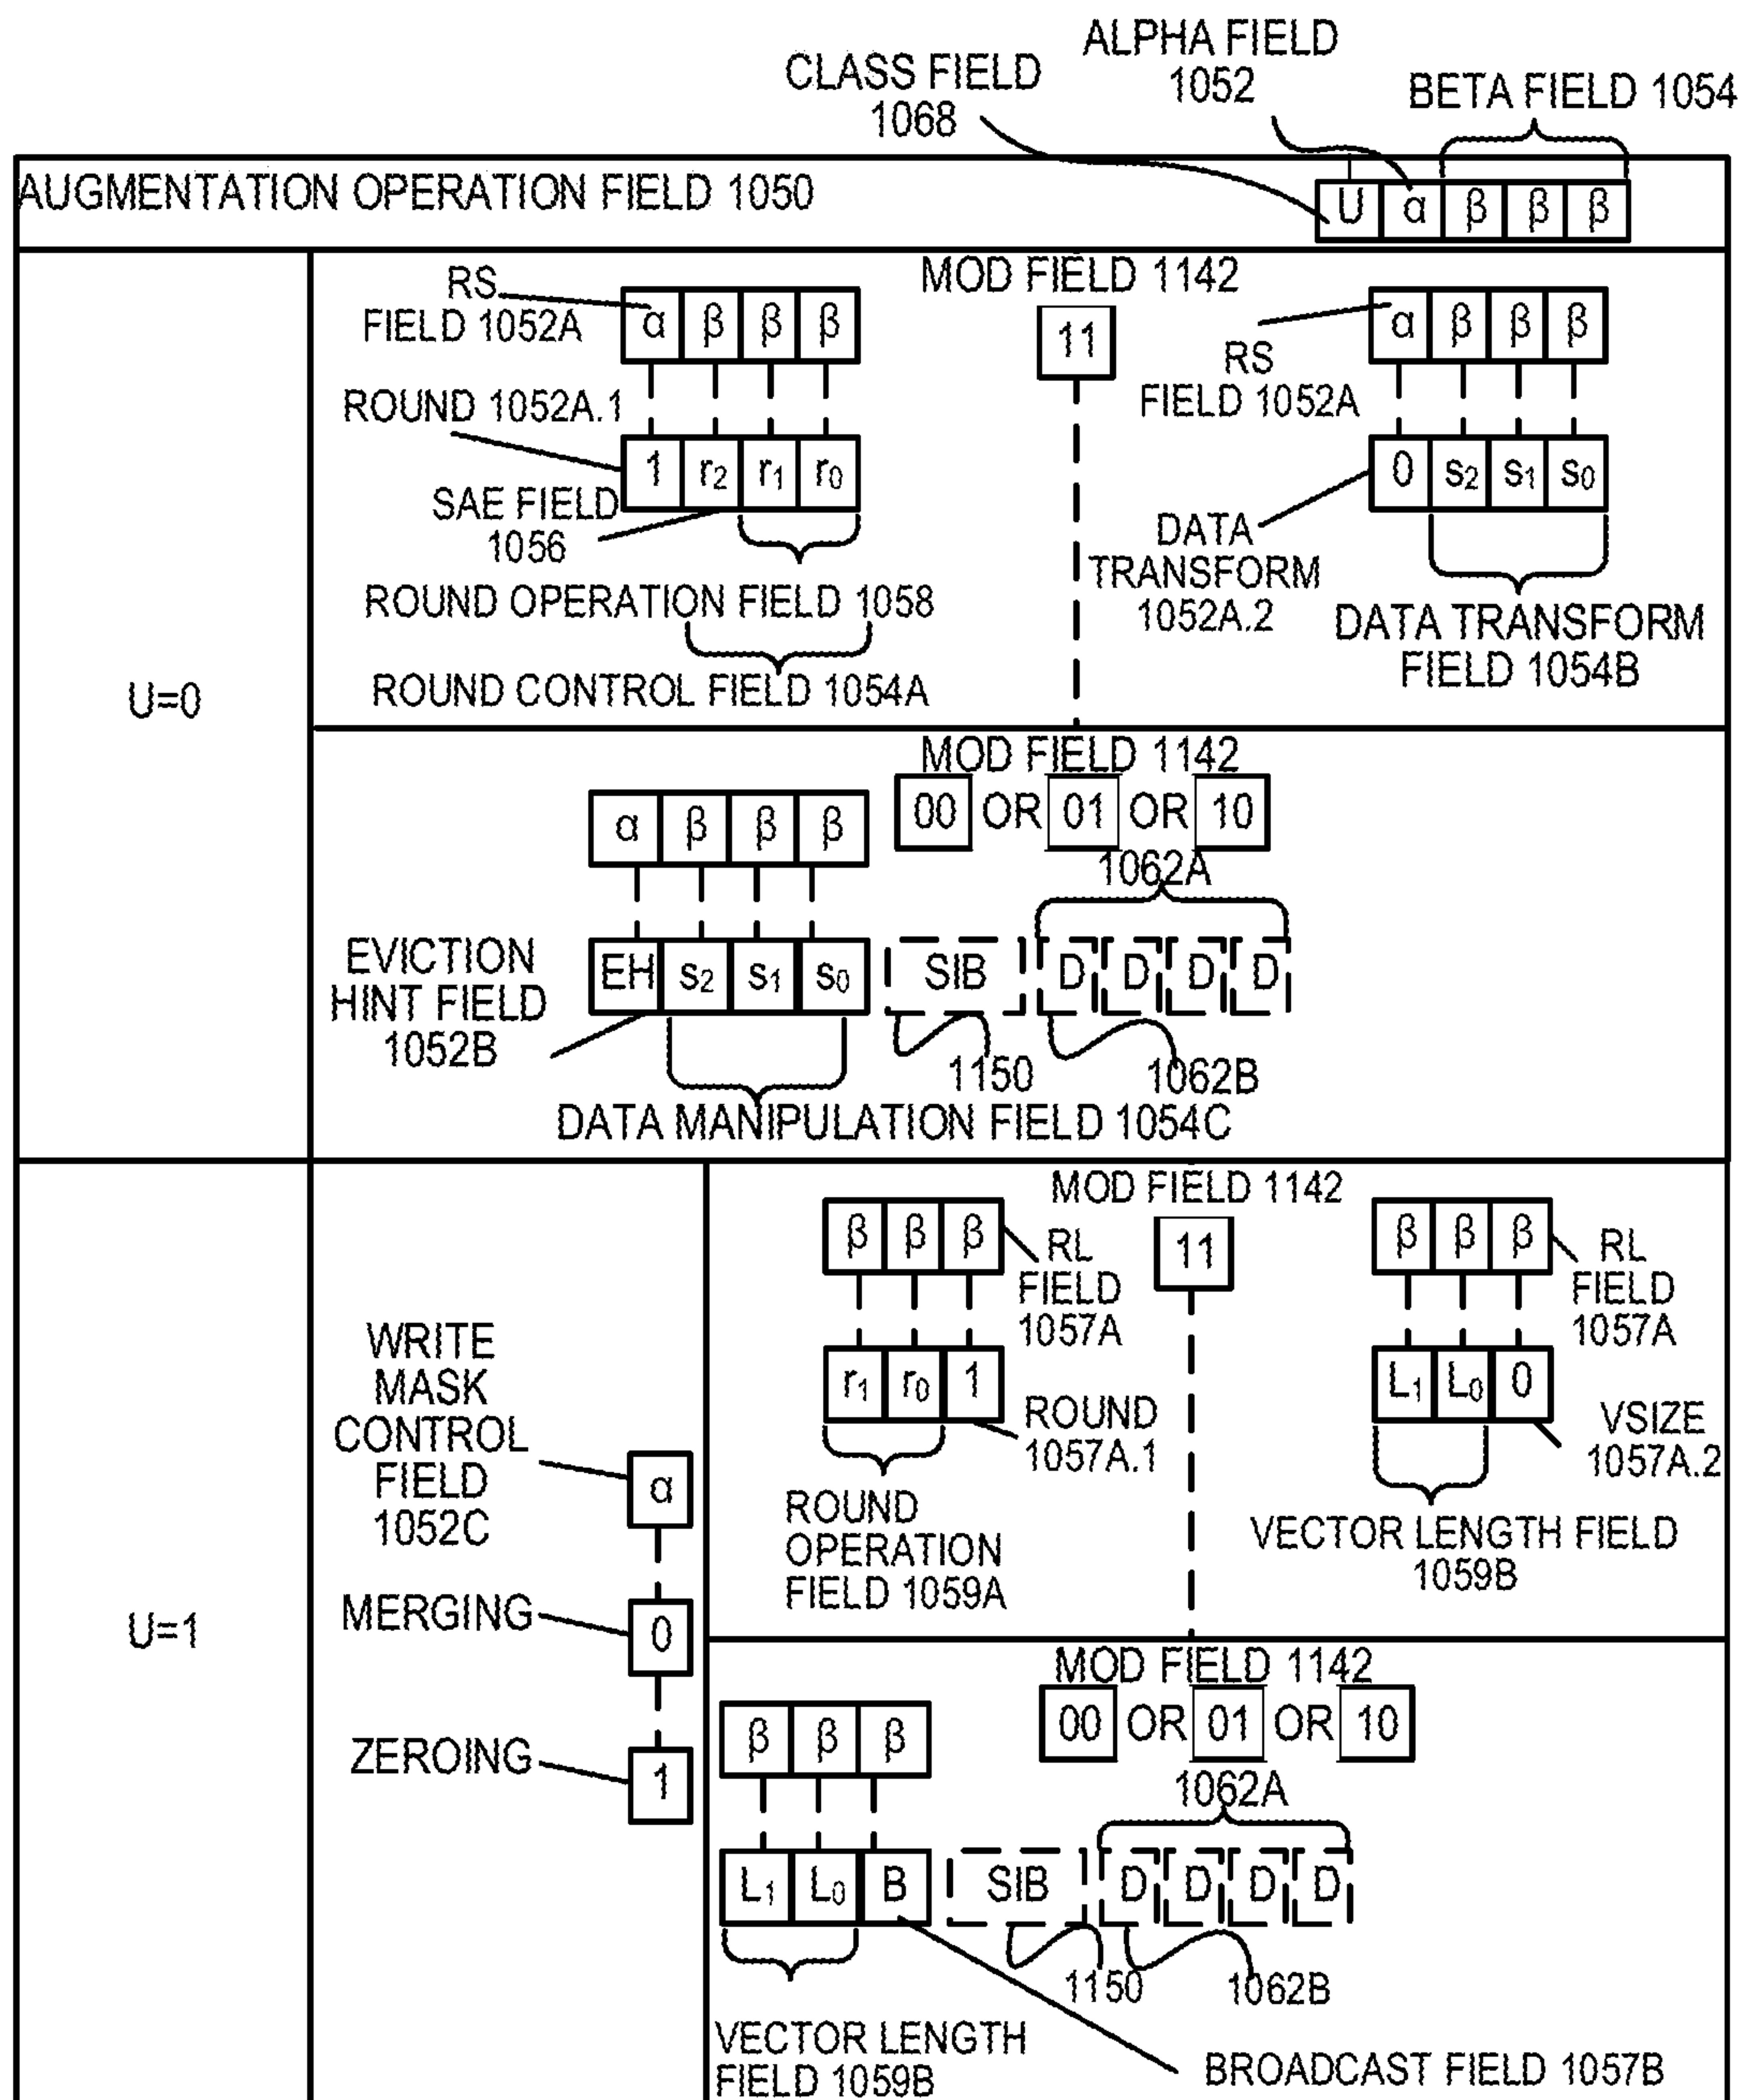 ALPHA FIELD
1052
CLASS FIELD
1068
BETA FIELD 1054
AUGMENTATION OPERATION FIELD 1050
U α β β β
U=0
MOD FIELD 1142
11
RS
FIELD 1052A
α β β β
ROUND 1052A.1
1 r2 r1 r0
SAE FIELD
1056
ROUND OPERATION FIELD 1058
ROUND CONTROL FIELD 1054A
α β β β
RS
FIELD 1052A
0 s2 s1 s0
DATA
TRANSFORM
1052A.2
DATA TRANSFORM
FIELD 1054B
MOD FIELD 1142
00 OR 01 OR 10
α β β β
1062A
EVICTION
HINT FIELD
1052B
EH s2 s1 s0 SIB D D D D
1150
1062B
DATA MANIPULATION FIELD 1054C
U=1
WRITE
MASK
CONTROL
FIELD
1052C
α
MERGING
0
ZEROING
1
MOD FIELD 1142
11
β β β
RL
FIELD
1057A
r1 r0 1
ROUND
1057A.1
ROUND
OPERATION
FIELD 1059A
β β β
RL
FIELD
1057A
L1 L0 0
VSIZE
1057A.2
VECTOR LENGTH FIELD
1059B
MOD FIELD 1142
00 OR 01 OR 10
β β β
1062A
L1 L0 B SIB D D D D
1150
1062B
VECTOR LENGTH
FIELD 1059B
BROADCAST FIELD 1057B